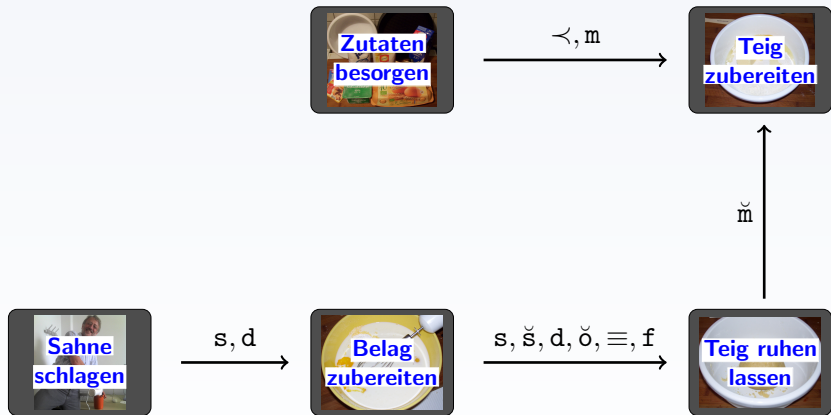 Zutaten
besorgen
≺, m
Teig
zubereiten
m̆
Sahne
schlagen
s, d
Belag
zubereiten
s, s̆, d, ŏ, ≡, f
Teig ruhen
lassen